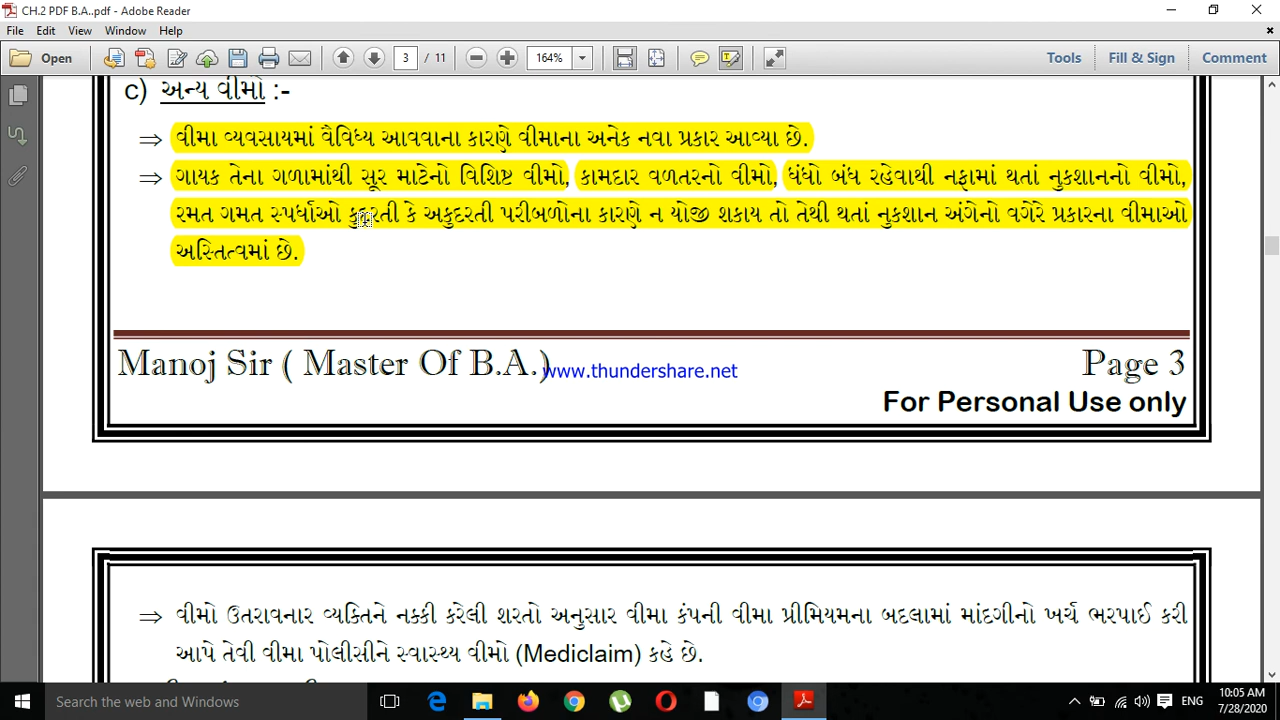 CH.2 PDF B.A..pdf - Adobe Reader
File Edit View Window Help
Open 3 / 11 164% Tools Fill & Sign Comment
c) અન્ય વીમો :-
⇒ વીમા વ્યવસાયમાં વૈવિધ્ય આવવાના કારણે વીમાના અનેક નવા પ્રકાર આવ્યા છે.
⇒ ગાયક તેના ગળામાંથી સૂર માટેનો વિશિષ્ટ વીમો, કામદાર વળતરનો વીમો, ધંધો બંધ રહેવાથી નફામાં થતાં નુકશાનનો વીમો,
રમત ગમત સ્પર્ધાઓ કુદરતી કે અકુદરતી પરીબળોના કારણે ન યોજી શકાય તો તેથી થતાં નુકશાન અંગેનો વગેરે પ્રકારના વીમાઓ
અસ્તિત્વમાં છે.
Manoj Sir ( Master Of B.A.) www.thundershare.net Page 3
For Personal Use only
⇒ વીમો ઉતરાવનાર વ્યક્તિને નક્કી કરેલી શરતો અનુસાર વીમા કંપની વીમા પ્રીમિયમના બદલામાં માંદગીનો ખર્ચ ભરપાઈ કરી
આપે તેવી વીમા પોલીસીને સ્વાસ્થ્ય વીમો (Mediclaim) કહે છે.
Search the web and Windows ENG 10:05 AM
7/28/2020